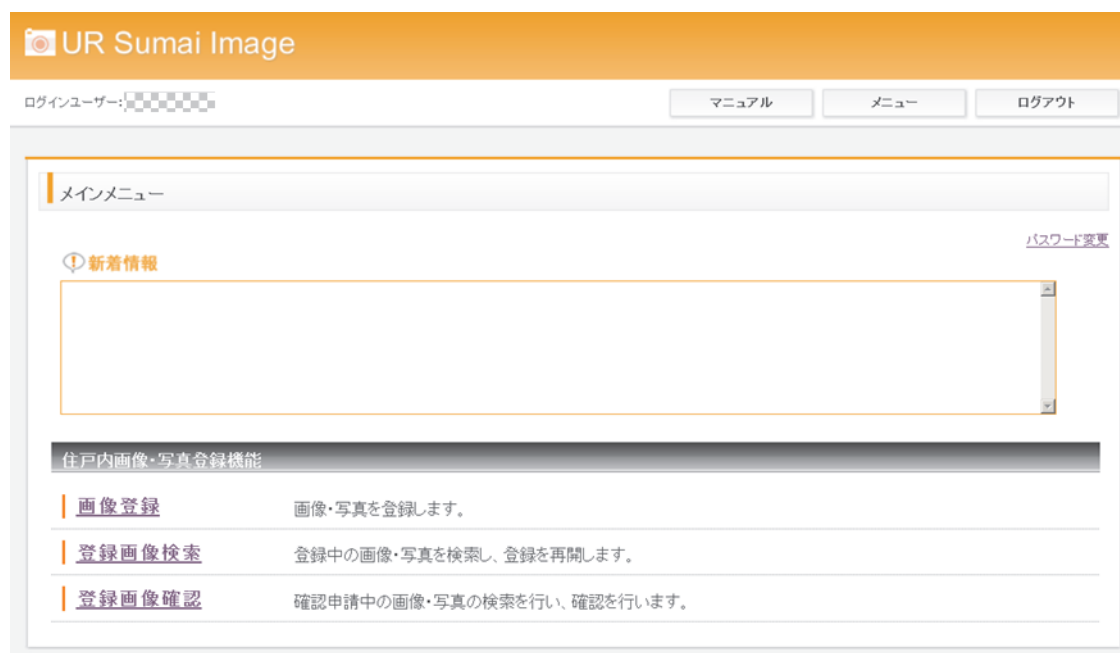 UR Sumai Image
ログインユーザー:
マニュアル
メニュー
ログアウト
メインメニュー
パスワード変更
新着情報
住戸内画像・写真登録機能
画像登録
画像・写真を登録します。
登録画像検索
登録中の画像・写真を検索し、登録を再開します。
登録画像確認
確認申請中の画像・写真の検索を行い、確認を行います。